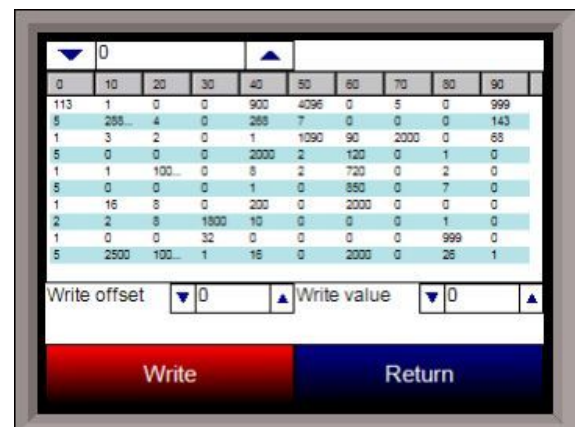 0
0 10 20 30 40 50 60 70 80 90
113 1 0 0 900 4096 0 5 0 999
5 288... 4 0 288 7 0 0 0 143
1 3 2 0 1 1090 90 2000 0 68
5 0 0 0 2000 2 120 0 1 0
1 1 100... 0 8 2 720 0 2 0
5 0 0 0 1 0 850 0 7 0
1 16 8 0 200 0 2000 0 0 0
2 2 8 1800 10 0 0 0 1 0
1 0 0 32 0 0 0 0 999 0
5 2500 100... 1 16 0 2000 0 26 1
Write offset 0 Write value 0
Write Return